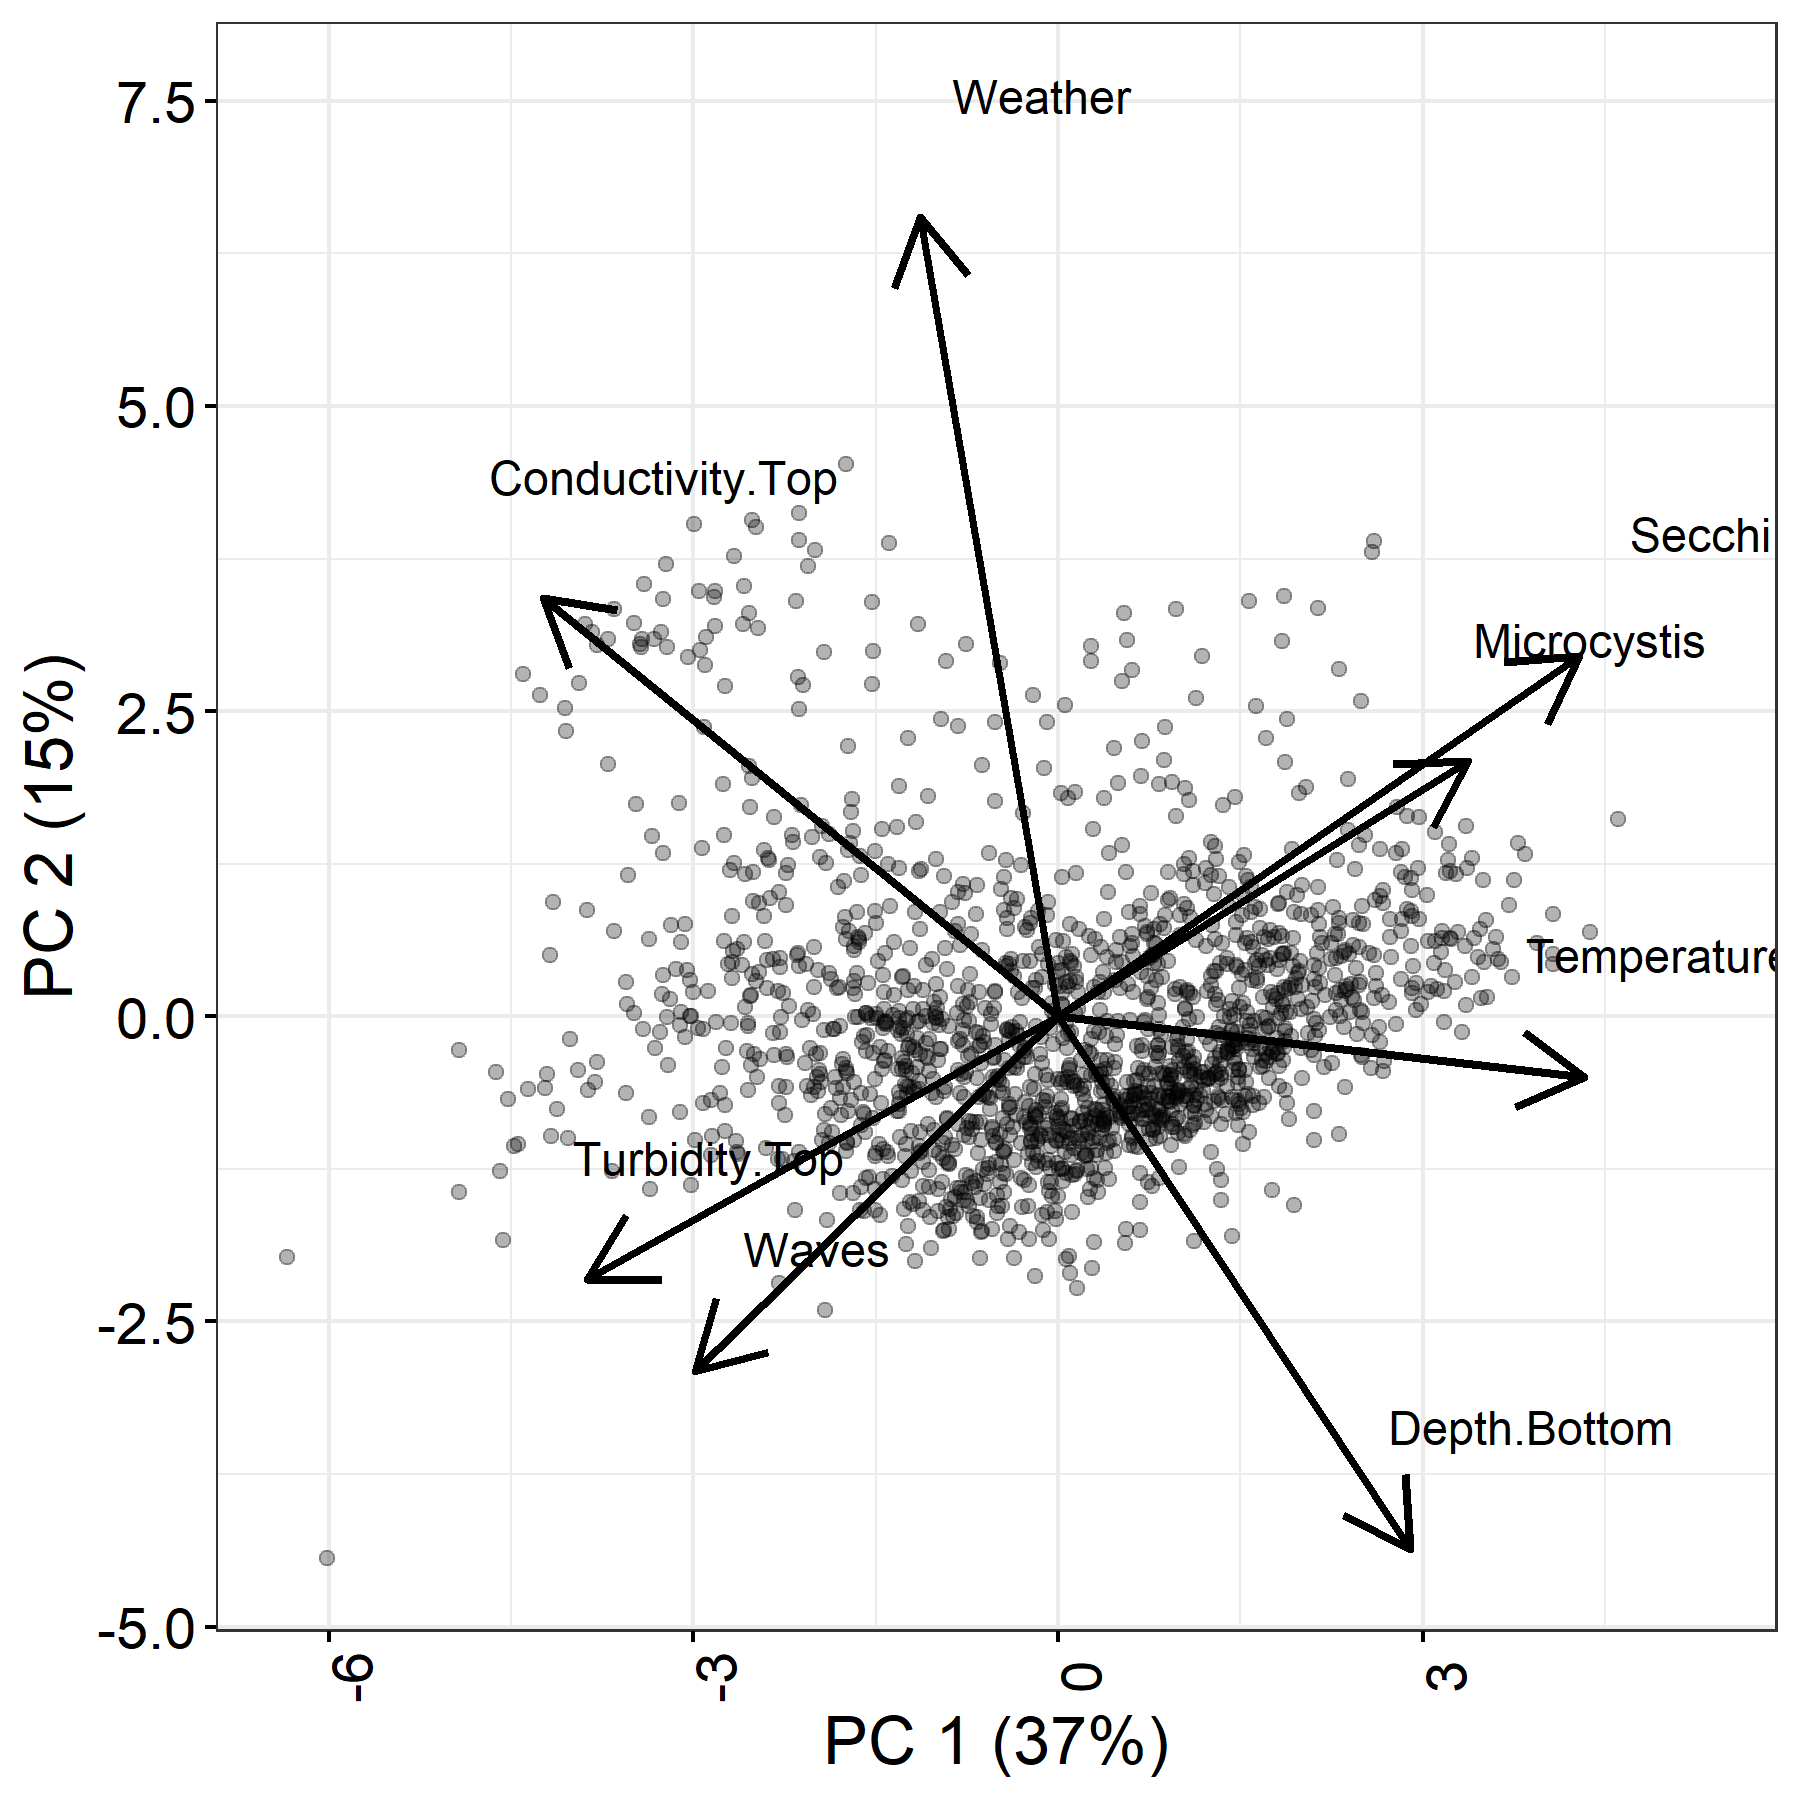 7.5
5.0
2.5
0.0
-2.5
-5.0
PC 2 (15%)
Weather
Conductivity.Top
Secchi
Microcystis
Temperature
Turbidity.Top
Waves
Depth.Bottom
-6
-3
0
3
PC 1 (37%)